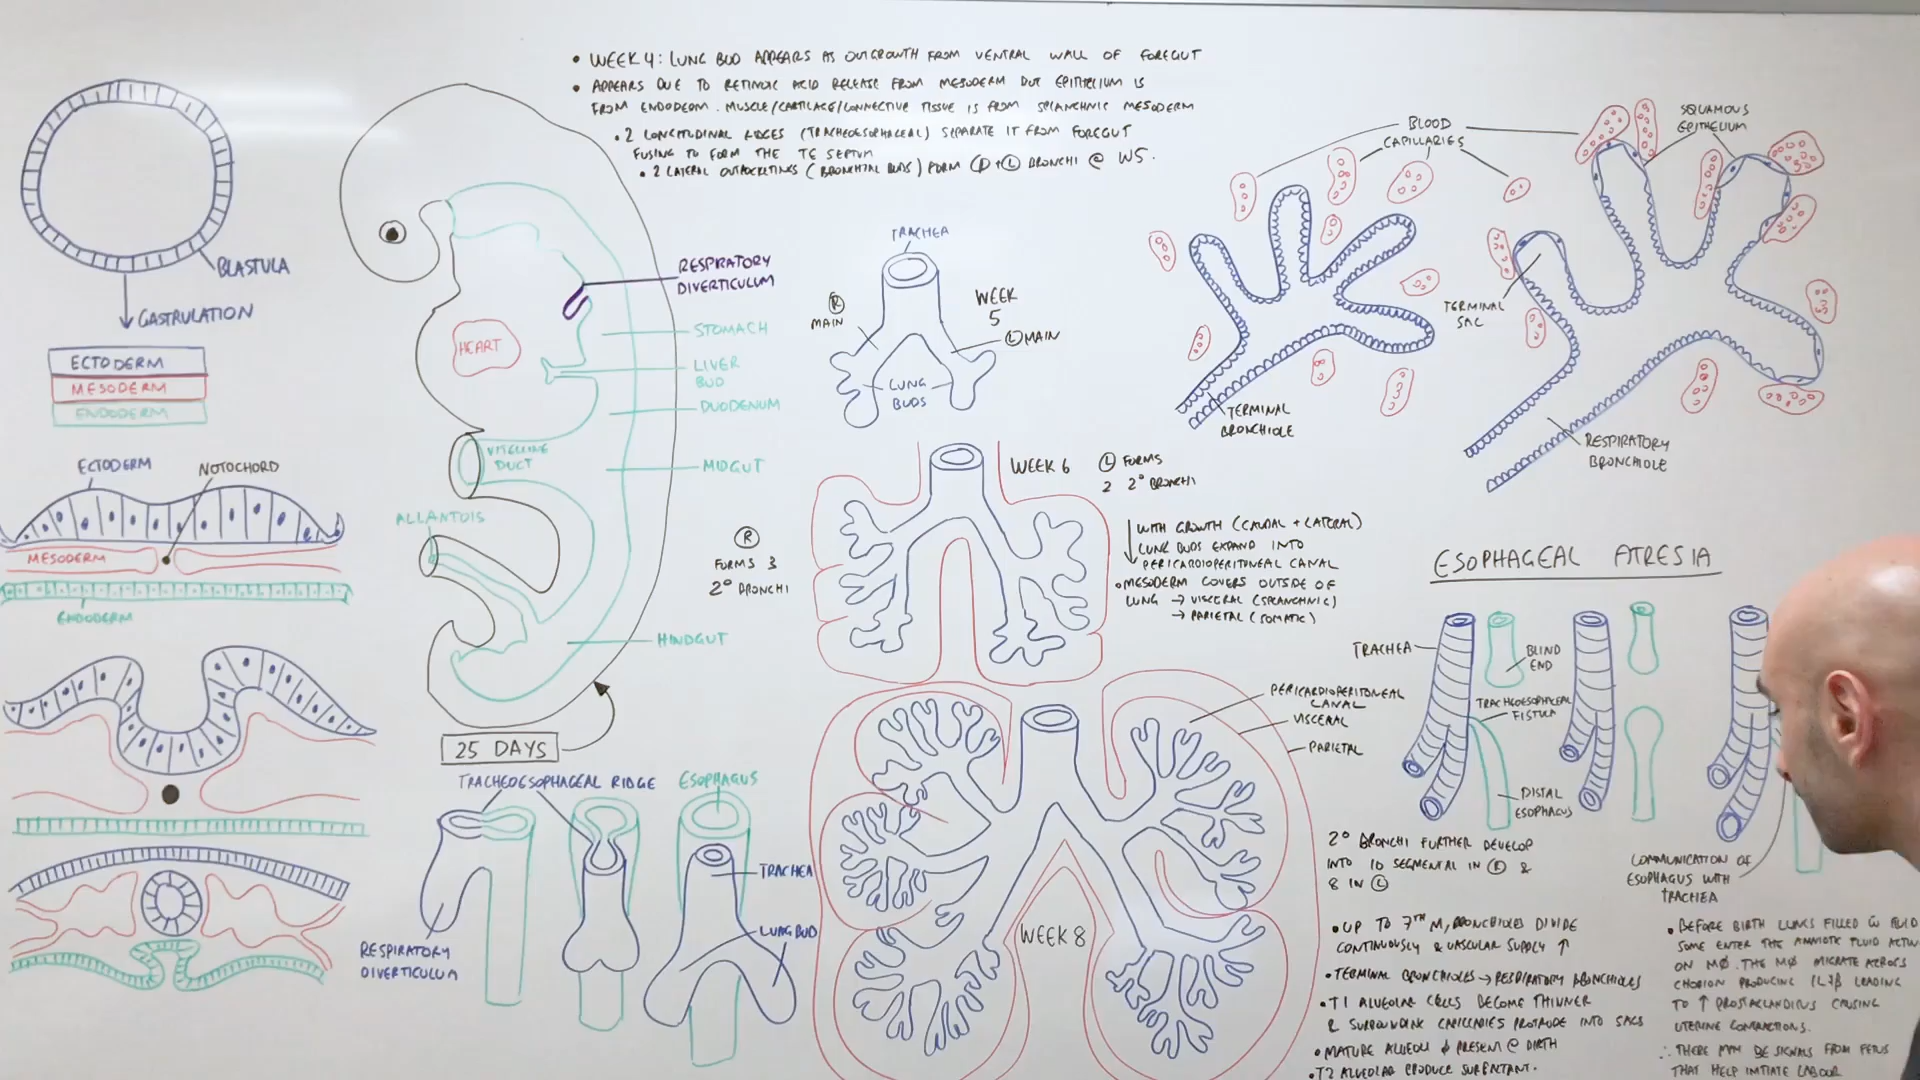 • WEEK 4: LUNG BUD APPEARS AS OUTGROWTH FROM VENTRAL WALL OF FOREGUT
• APPEARS DUE TO RETINOIC ACID RELEASE FROM MESODERM BUT EPITHELIUM IS
FROM ENDODERM. MUSCLE/CARTILAGE/CONNECTIVE TISSUE IS FROM SPLANCHNIC MESODERM
• 2 LONGITUDINAL RIDGES (TRACHEOESOPHAGEAL) SEPARATE IT FROM FOREGUT
FUSING TO FORM THE TE SEPTUM
• 2 LATERAL OUTPOCKETINGS (BRONCHIAL BUDS) FORM R + L BRONCHI @ W5.
BLASTULA
GASTRULATION
ECTODERM
MESODERM
ENDODERM
ECTODERM
NOTOCHORD
MESODERM
ENDODERM
RESPIRATORY
DIVERTICULUM
HEART
STOMACH
LIVER
BUD
DUODENUM
VITELLINE
DUCT
MIDGUT
ALLANTOIS
HINDGUT
25 DAYS
TRACHEOESOPHAGEAL RIDGE
ESOPHAGUS
TRACHEA
LUNG BUD
RESPIRATORY
DIVERTICULUM
TRACHEA
R
MAIN
WEEK
5
L MAIN
LUNG
BUDS
WEEK 6
L FORMS
2 2° BRONCHI
R
FORMS 3
2° BRONCHI
WITH GROWTH (CAUDAL + LATERAL)
LUNG BUDS EXPAND INTO
PERICARDIOPERITONEAL CANAL
• MESODERM COVERS OUTSIDE OF
LUNG → VISCERAL (SPLANCHNIC)
→ PARIETAL (SOMATIC)
PERICARDIOPERITONEAL
CANAL
VISCERAL
PARIETAL
WEEK 8
BLOOD
CAPILLARIES
SQUAMOUS
EPITHELIUM
TERMINAL
SAC
TERMINAL
BRONCHIOLE
RESPIRATORY
BRONCHIOLE
ESOPHAGEAL ATRESIA
TRACHEA
BLIND
END
TRACHEOESOPHAGEAL
FISTULA
DISTAL
ESOPHAGUS
COMMUNICATION OF
ESOPHAGUS WITH
TRACHEA
2° BRONCHI FURTHER DEVELOP
INTO 10 SEGMENTAL IN R &
8 IN L
• UP TO 7TH M, BRONCHIOLES DIVIDE
CONTINUOUSLY & VASCULAR SUPPLY ↑
• TERMINAL BRONCHIOLES → RESPIRATORY BRONCHIOLES
• T1 ALVEOLAR CELLS BECOME THINNER
& SURROUNDING CAPILLARIES PROTRUDE INTO SACS
• MATURE ALVEOLI PRESENT @ BIRTH
• T2 ALVEOLAR PRODUCE SURFACTANT.
• BEFORE BIRTH LUNGS FILLED W FLUID
SOME ENTER THE AMNIOTIC FLUID
ON MØ. THE MØ MIGRATE ACROSS
CHORION PRODUCING IL-1β LEADING
TO ↑ PROSTAGLANDINS CAUSING
UTERINE CONTRACTIONS.
∴ THERE MAY BE SIGNALS FROM FETUS
THAT HELP INITIATE LABOUR